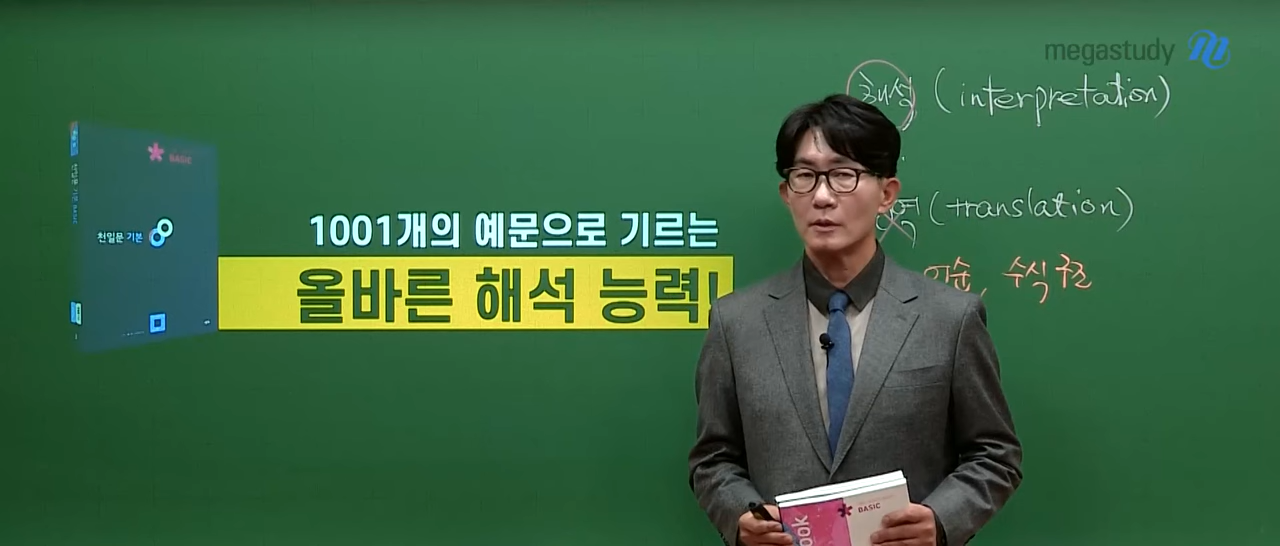 megastudy
해석 (interpretation)
역 (translation)
어순, 수식 구조
BASIC
천일문 기본
1001개의 예문으로 기르는
올바른 해석 능력!
BASIC
ook